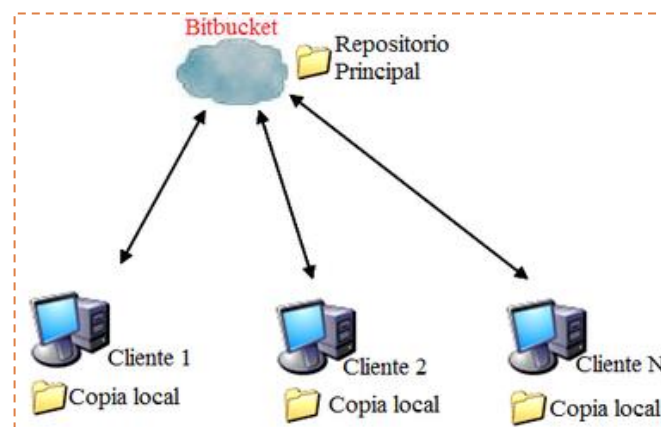 Bitbucket
Repositorio
Principal
Cliente 1
Copia local
Cliente 2
Copia local
Cliente N
Copia local